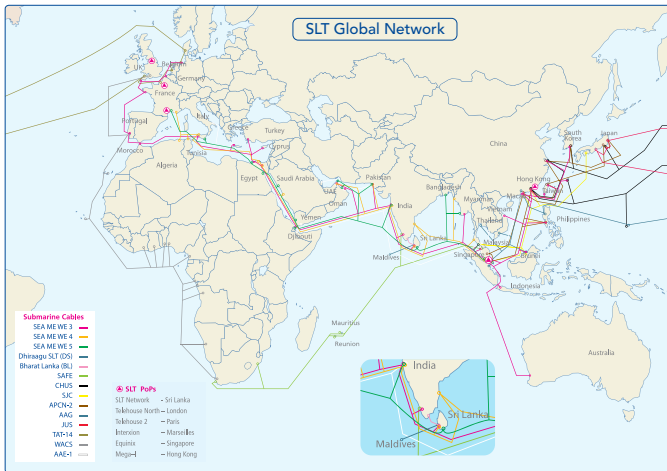 SLT Global Network
UK
Belgium
Germany
France
Italy
Portugal
Greece
Turkey
Cyprus
Tunisia
Morocco
Algeria
Egypt
Saudi Arabia
UAE
Oman
Yemen
Djibouti
Pakistan
India
Bangladesh
Myanmar
Thailand
Vietnam
China
South
Korea
Japan
Hong Kong
Macau
Taiwan
Philippines
Maldives
Sri Lanka
Malaysia
Singapore
Brunei
Indonesia
Australia
Mauritius
Reunion
Submarine Cables
SEA ME WE 3
SEA ME WE 4
SEA ME WE 5
Dhiraagu SLT (DS)
Bharat Lanka (BL)
SAFE
CHUS
SJC
APCN-2
AAG
JUS
TAT-14
WACS
AAE-1
SLT PoPs
SLT Network - Sri Lanka
Telehouse North - London
Telehouse 2 - Paris
Interxion - Marseilles
Equinix - Singapore
Mega-I - Hong Kong
India
Sri Lanka
Maldives